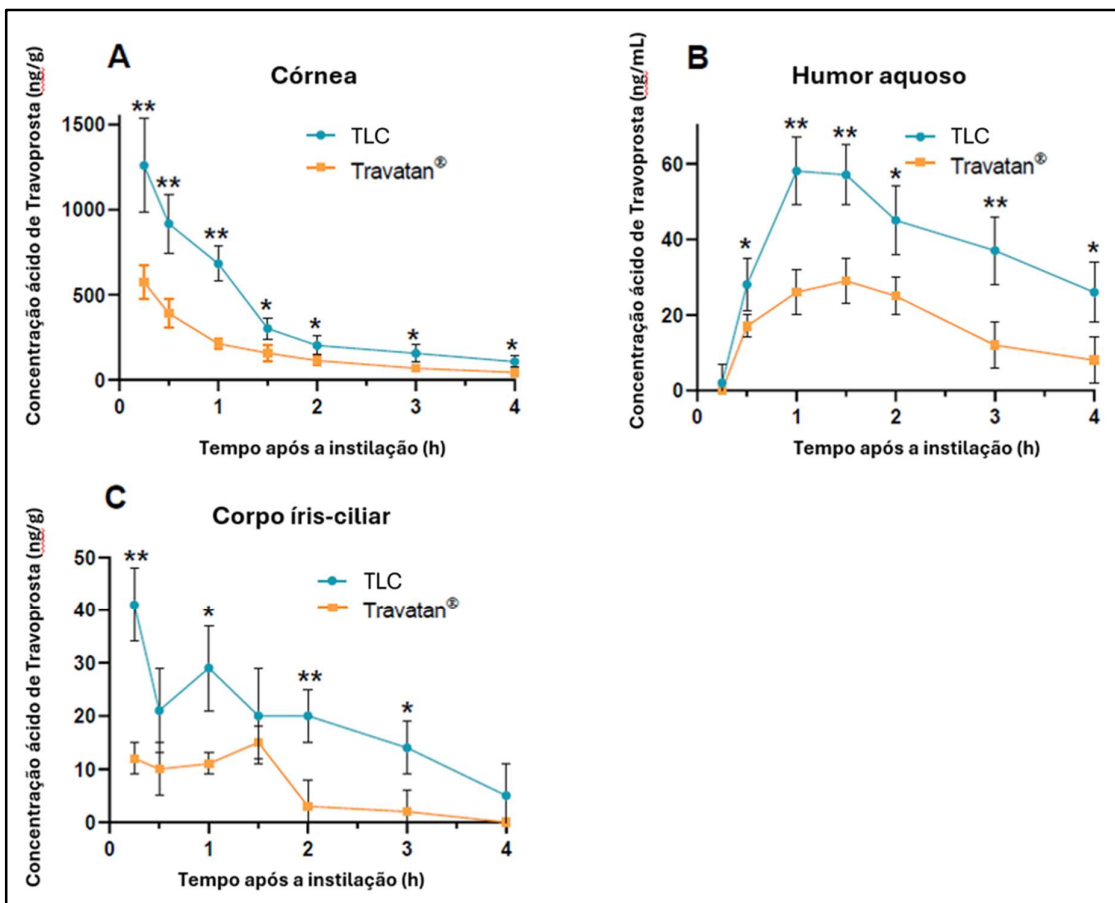 A
Córnea
Concentração ácido de Travoprosta (ng/g)
** ** ** * * * *
TLC
Travatan®
1500
1000
500
0
0 1 2 3 4
Tempo após a instilação (h)
B
Humor aquoso
Concentração ácido de Travoprosta (ng/mL)
* ** ** * ** *
TLC
Travatan®
60
40
20
0
0 1 2 3 4
Tempo após a instilação (h)
C
Corpo íris-ciliar
Concentração ácido de Travoprosta (ng/g)
** * ** *
TLC
Travatan®
50
40
30
20
10
0
0 1 2 3 4
Tempo após a instilação (h)